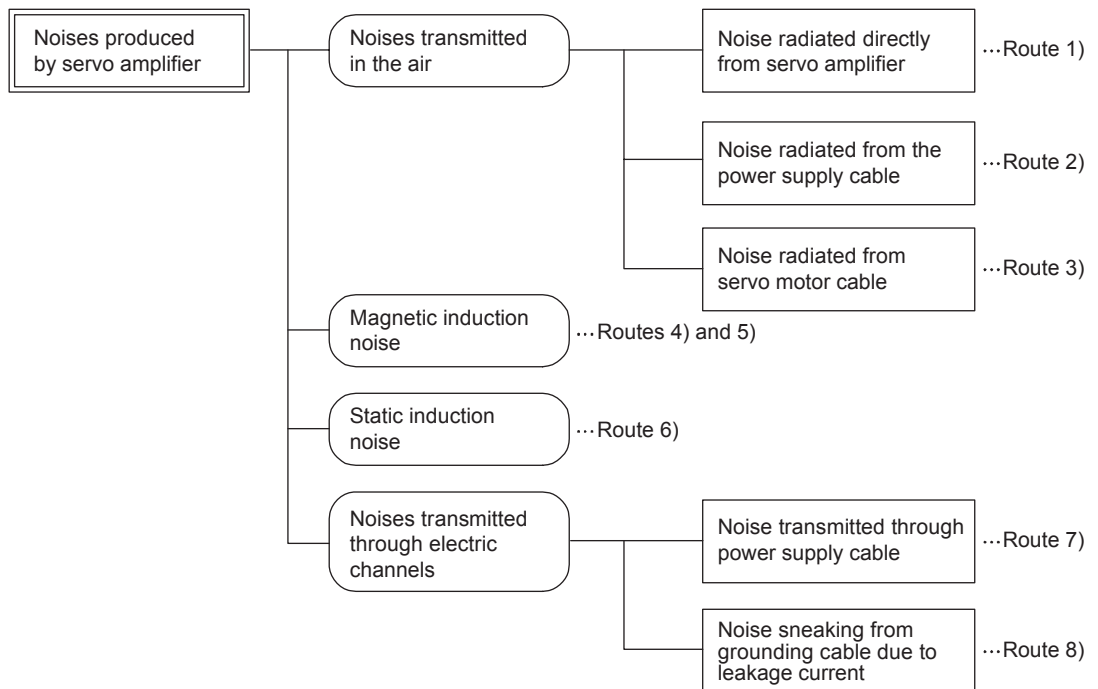 Noises produced
by servo amplifier
Noises transmitted
in the air
Noise radiated directly
from servo amplifier
…Route 1)
Noise radiated from the
power supply cable
…Route 2)
Noise radiated from
servo motor cable
…Route 3)
Magnetic induction
noise
…Routes 4) and 5)
Static induction
noise
…Route 6)
Noises transmitted
through electric
channels
Noise transmitted through
power supply cable
…Route 7)
Noise sneaking from
grounding cable due to
leakage current
…Route 8)